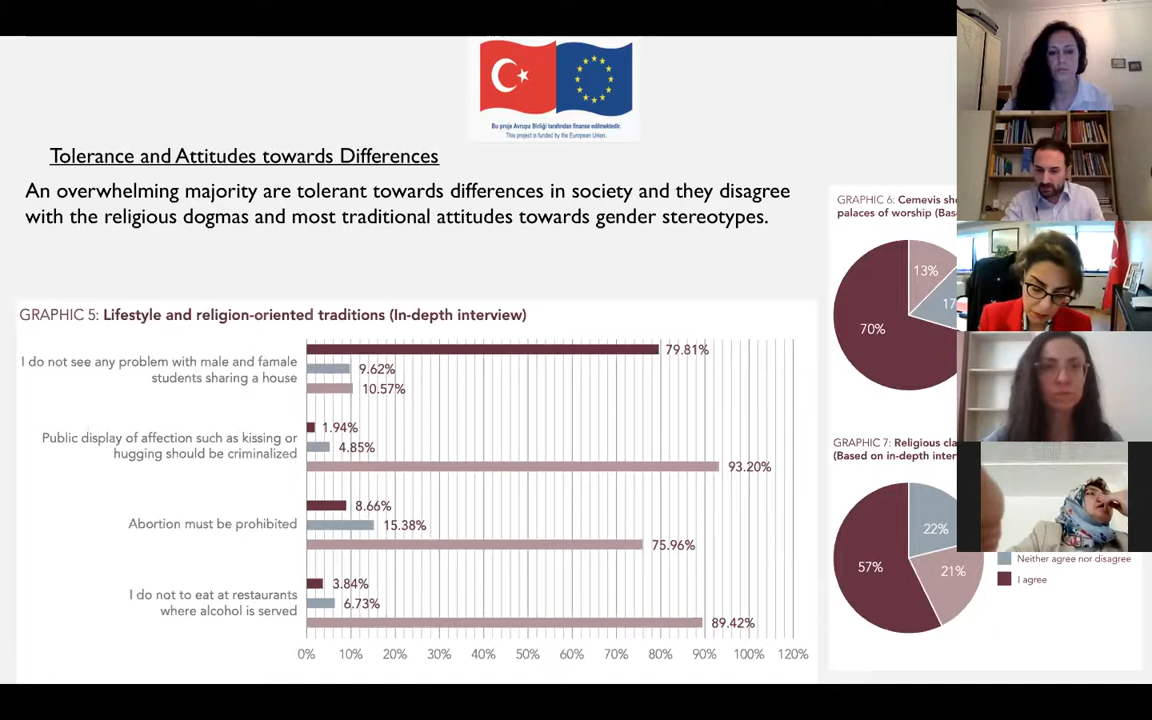 Bu proje Avrupa Birliği tarafından finanse edilmektedir.
This project is funded by the European Union.
Tolerance and Attitudes towards Differences
An overwhelming majority are tolerant towards differences in society and they disagree
with the religious dogmas and most traditional attitudes towards gender stereotypes.
GRAPHIC 5: Lifestyle and religion-oriented traditions (In-depth interview)
I do not see any problem with male and famale
students sharing a house
79.81%
9.62%
10.57%
Public display of affection such as kissing or
hugging should be criminalized
1.94%
4.85%
93.20%
Abortion must be prohibited
8.66%
15.38%
75.96%
I do not to eat at restaurants
where alcohol is served
3.84%
6.73%
89.42%
0% 10% 20% 30% 40% 50% 60% 70% 80% 90% 100% 120%
GRAPHIC 6: Cemevis
palaces of worship
13%
17
70%
GRAPHIC 7: Religious
(Based on in-depth
22%
21%
57%
Neither agree nor disagree
I agree